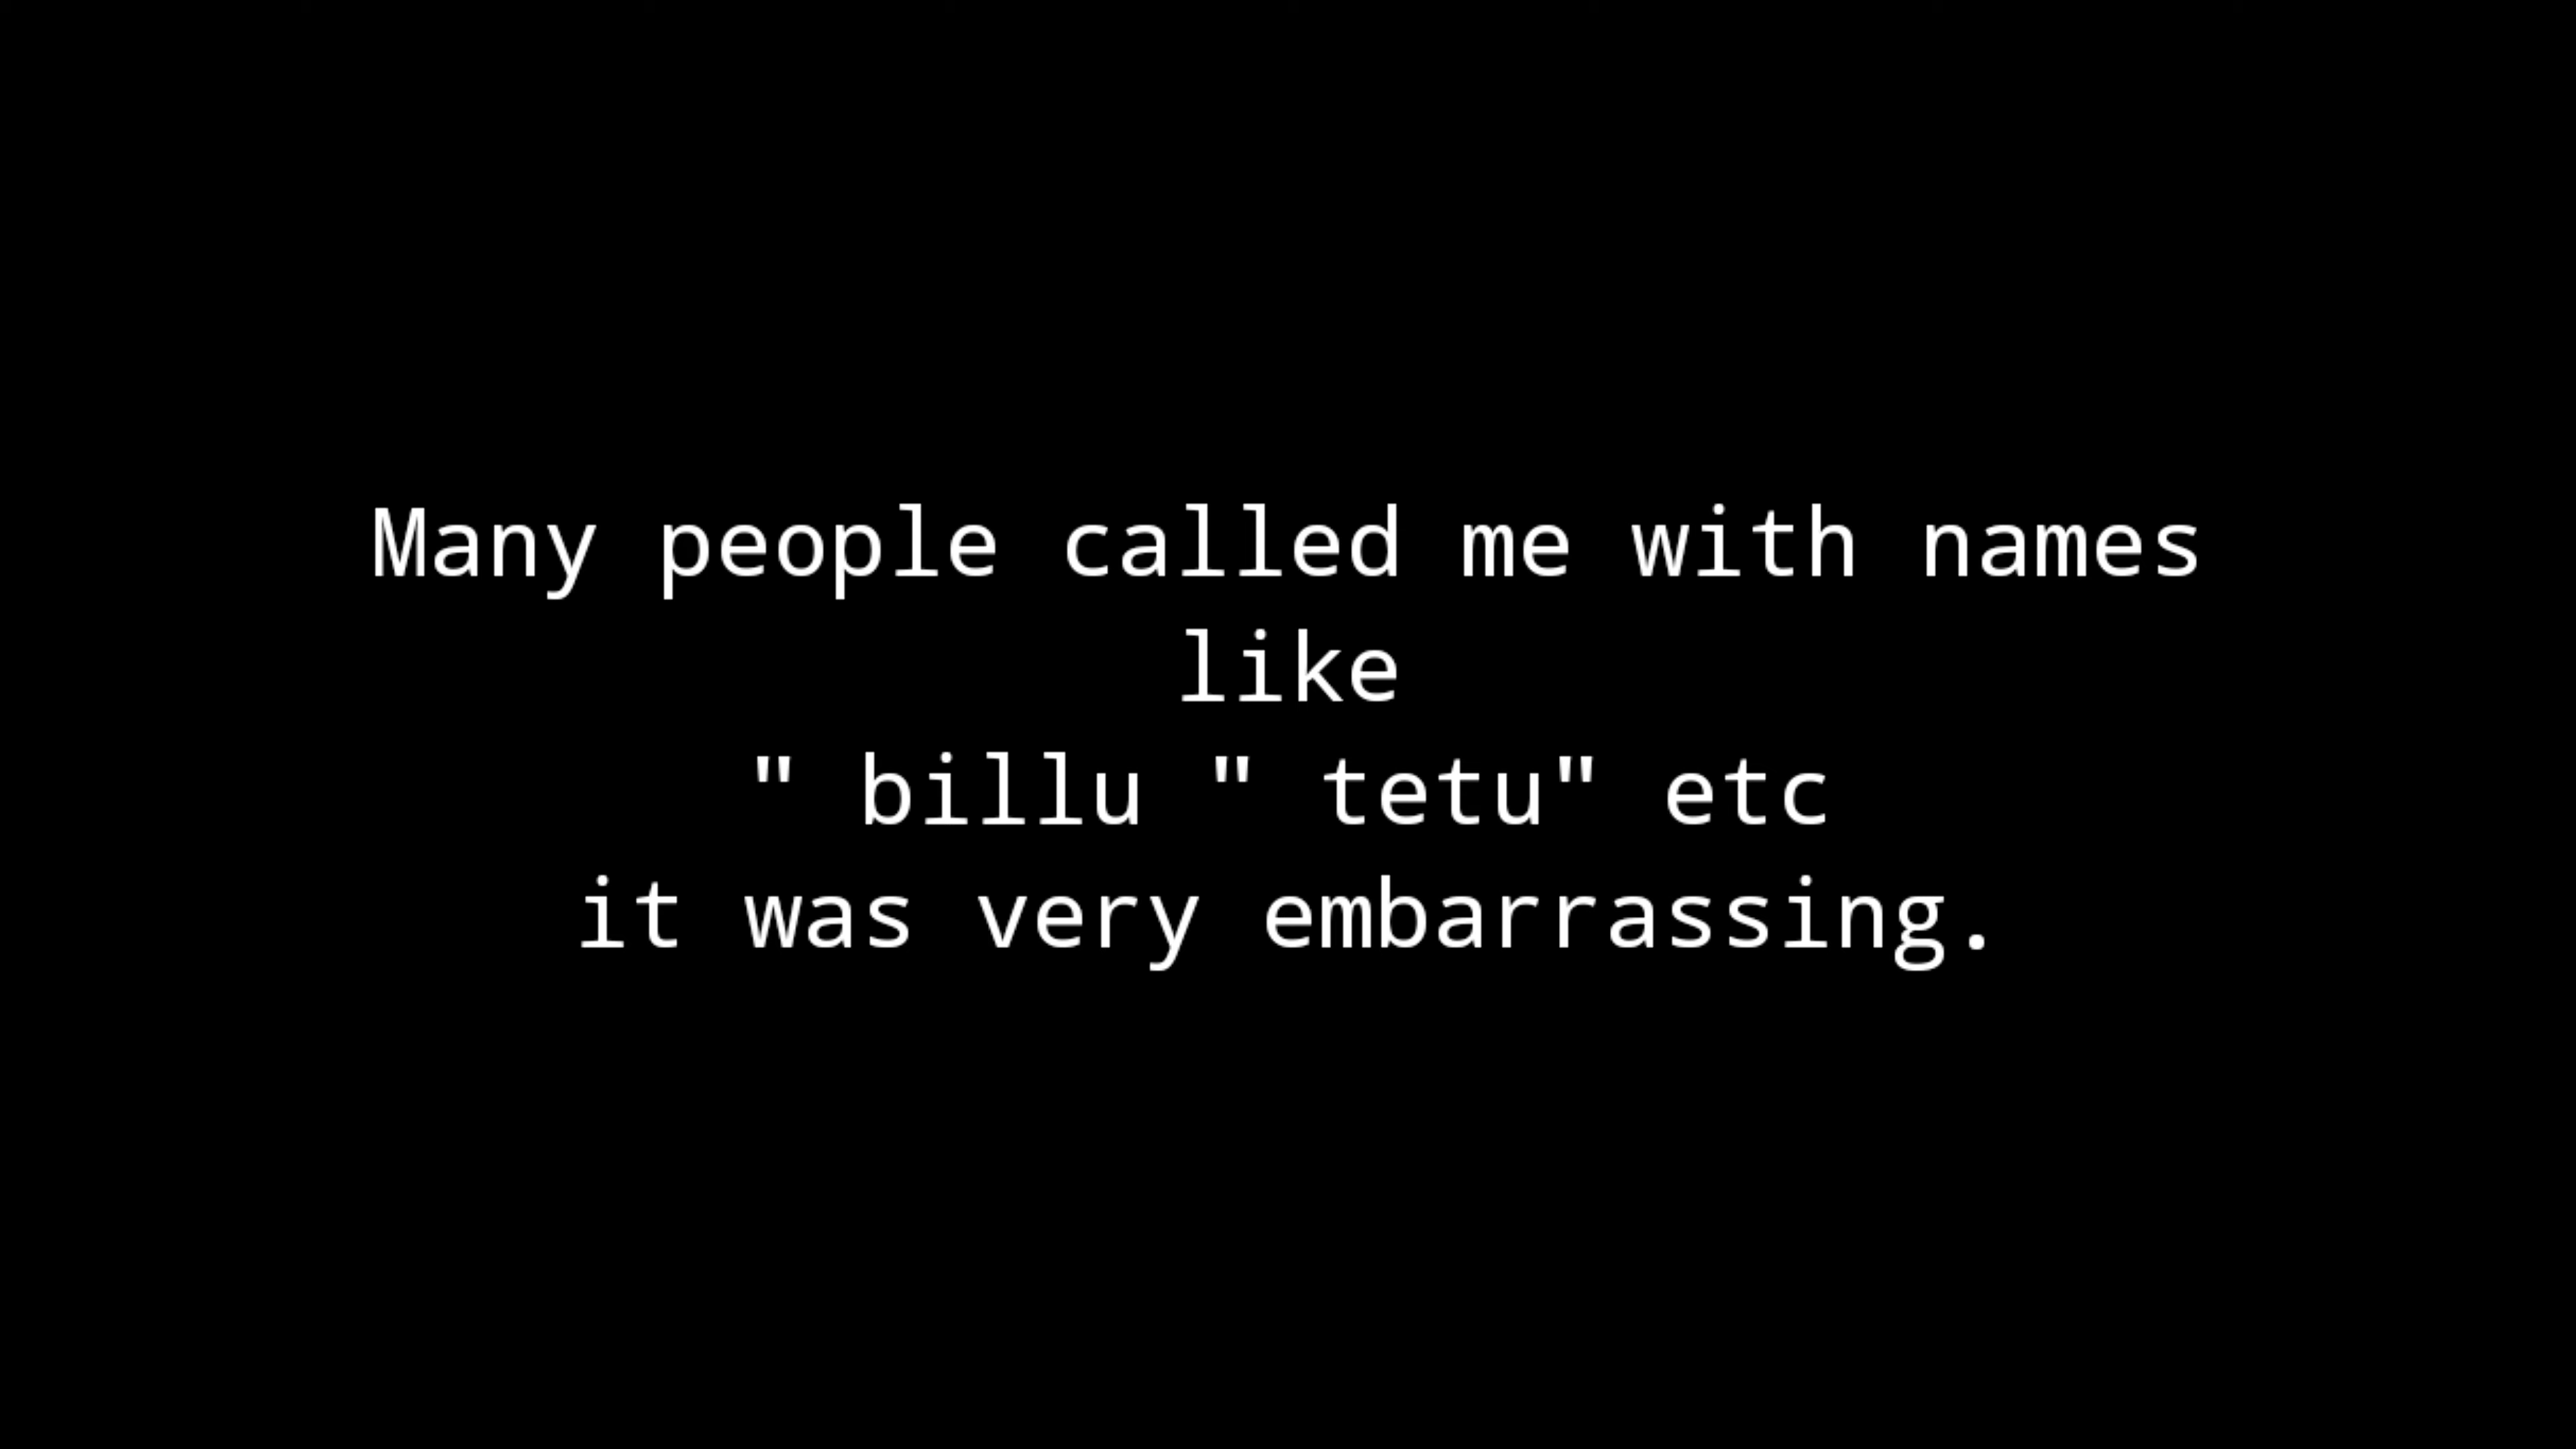 Many people called me with names
like
" billu " tetu" etc
it was very embarrassing.